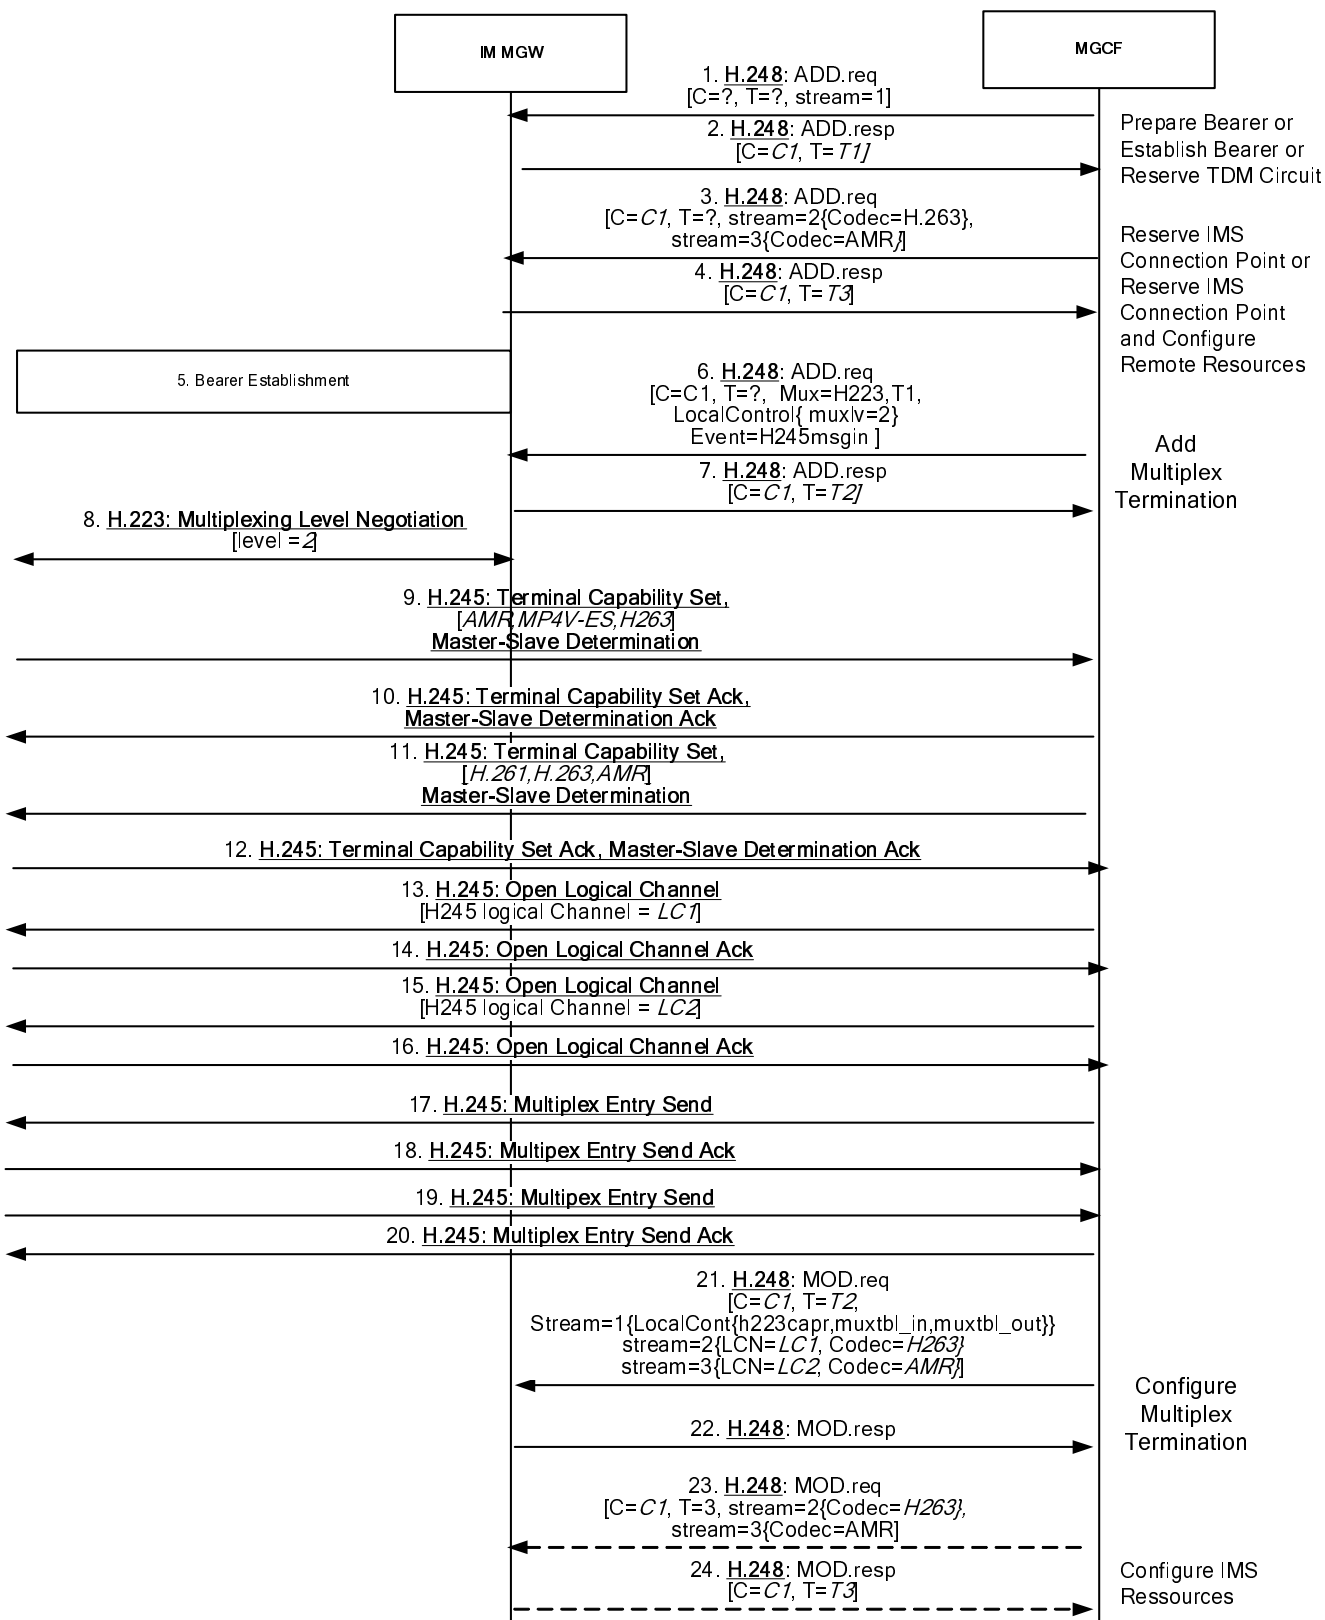 IM MGW
MGCF
1. H.248: ADD.req
[C=?, T=?, stream=1]
2. H.248: ADD.resp
[C=C1, T=T1]
Prepare Bearer or
Establish Bearer or
Reserve TDM Circuit
3. H.248: ADD.req
[C=C1, T=?, stream=2{Codec=H.263},
stream=3{Codec=AMR}]
4. H.248: ADD.resp
[C=C1, T=T3]
Reserve IMS
Connection Point or
Reserve IMS
Connection Point
and Configure
Remote Resources
5. Bearer Establishment
6. H.248: ADD.req
[C=C1, T=?, Mux=H223,T1,
LocalControl{ muxlv=2}
Event=H245msgin ]
7. H.248: ADD.resp
[C=C1, T=T2]
Add
Multiplex
Termination
8. H.223: Multiplexing Level Negotiation
[level =2]
9. H.245: Terminal Capability Set,
[AMR,MP4V-ES,H263]
Master-Slave Determination
10. H.245: Terminal Capability Set Ack,
Master-Slave Determination Ack
11. H.245: Terminal Capability Set,
[H.261,H.263,AMR]
Master-Slave Determination
12. H.245: Terminal Capability Set Ack, Master-Slave Determination Ack
13. H.245: Open Logical Channel
[H245 logical Channel = LC1]
14. H.245: Open Logical Channel Ack
15. H.245: Open Logical Channel
[H245 logical Channel = LC2]
16. H.245: Open Logical Channel Ack
17. H.245: Multiplex Entry Send
18. H.245: Multipex Entry Send Ack
19. H.245: Multipex Entry Send
20. H.245: Multiplex Entry Send Ack
21. H.248: MOD.req
[C=C1, T=T2,
Stream=1{LocalCont{h223capr,muxtbl_in,muxtbl_out}}
stream=2{LCN=LC1, Codec=H263}
stream=3{LCN=LC2, Codec=AMR}]
22. H.248: MOD.resp
Configure
Multiplex
Termination
23. H.248: MOD.req
[C=C1, T=3, stream=2{Codec=H263},
stream=3{Codec=AMR]
24. H.248: MOD.resp
[C=C1, T=T3]
Configure IMS
Ressources